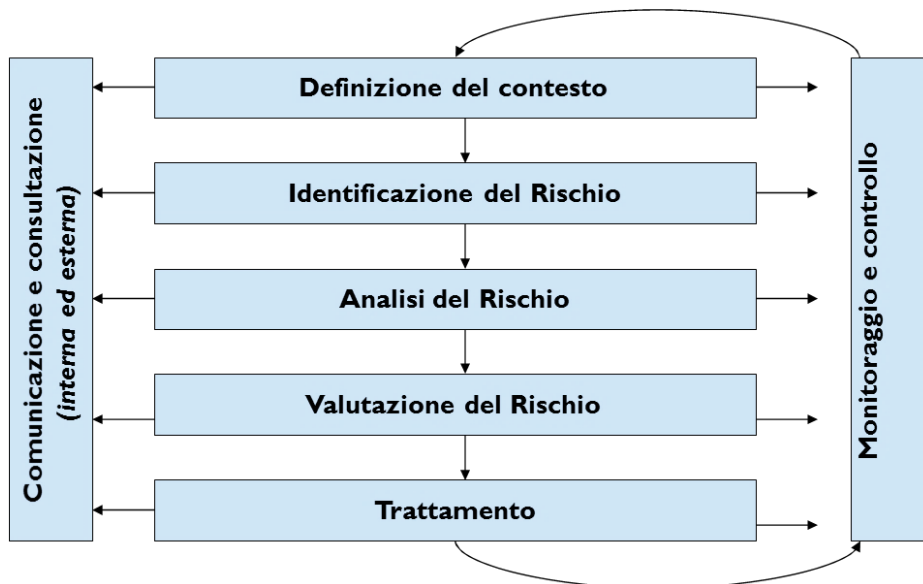 Comunicazione e consultazione
(interna ed esterna)
Definizione del contesto
Identificazione del Rischio
Analisi del Rischio
Valutazione del Rischio
Trattamento
Monitoraggio e controllo